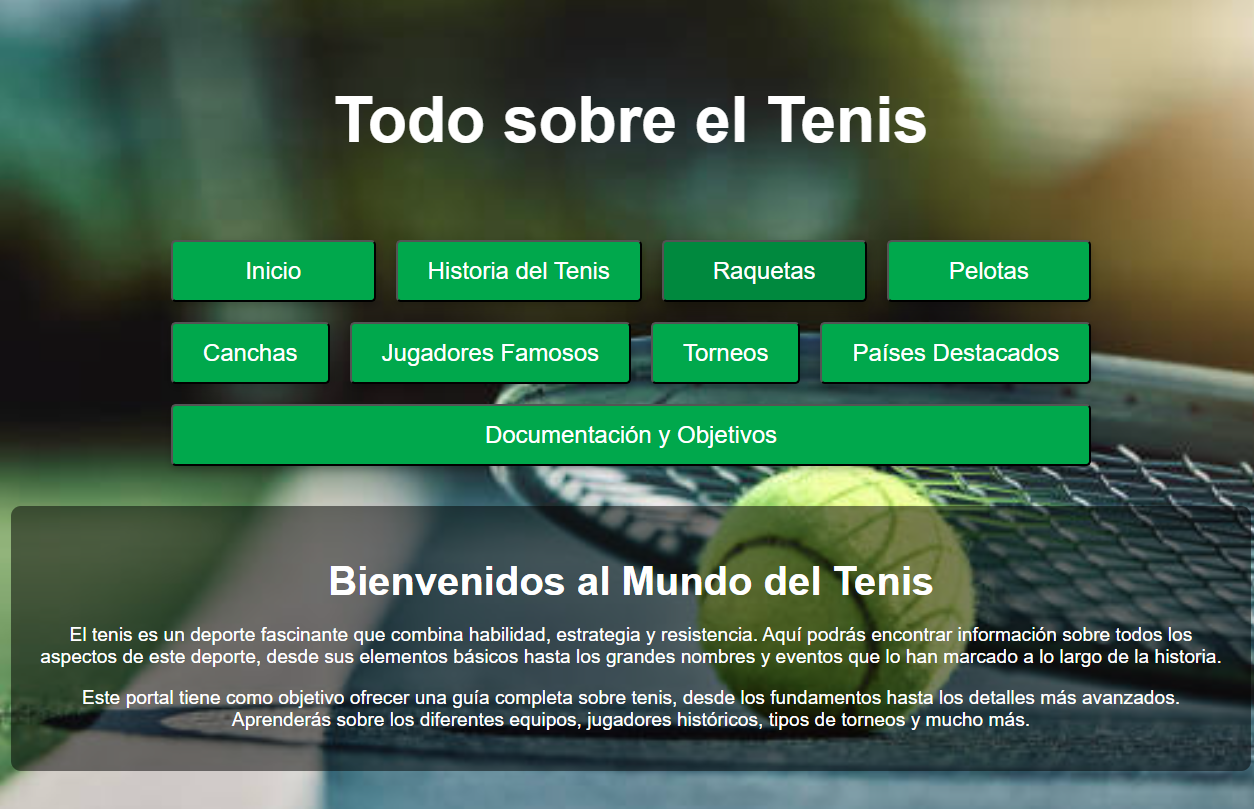 Todo sobre el Tenis
Inicio
Historia del Tenis
Raquetas
Pelotas
Canchas
Jugadores Famosos
Torneos
Países Destacados
Documentación y Objetivos
Bienvenidos al Mundo del Tenis
El tenis es un deporte fascinante que combina habilidad, estrategia y resistencia. Aquí podrás encontrar información sobre todos los
aspectos de este deporte, desde sus elementos básicos hasta los grandes nombres y eventos que lo han marcado a lo largo de la historia.
Este portal tiene como objetivo ofrecer una guía completa sobre tenis, desde los fundamentos hasta los detalles más avanzados.
Aprenderás sobre los diferentes equipos, jugadores históricos, tipos de torneos y mucho más.